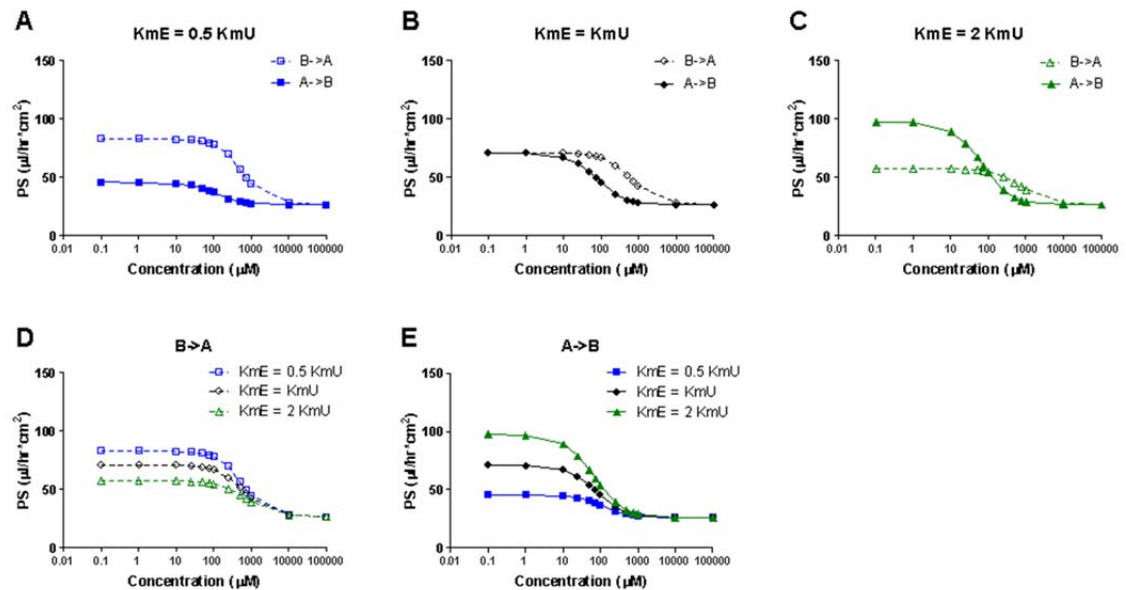 A
KmE = 0.5 KmU
B->A
A->B
150
100
50
0
PS (µl/hr*cm²)
0.01 0.1 1 10 100 1000 10000 100000
Concentration (µM)
B
KmE = KmU
B->A
A->B
150
100
50
0
PS (µl/hr*cm²)
0.01 0.1 1 10 100 1000 10000 100000
Concentration (µM)
C
KmE = 2 KmU
B->A
A->B
150
100
50
0
PS (µl/hr*cm²)
0.01 0.1 1 10 100 1000 10000 100000
Concentration (µM)
D
B->A
KmE = 0.5 KmU
KmE = KmU
KmE = 2 KmU
150
100
50
0
PS (µl/hr*cm²)
0.01 0.1 1 10 100 1000 10000 100000
Concentration (µM)
E
A->B
KmE = 0.5 KmU
KmE = KmU
KmE = 2 KmU
150
100
50
0
PS (µl/hr*cm²)
0.01 0.1 1 10 100 1000 10000 100000
Concentration (µM)